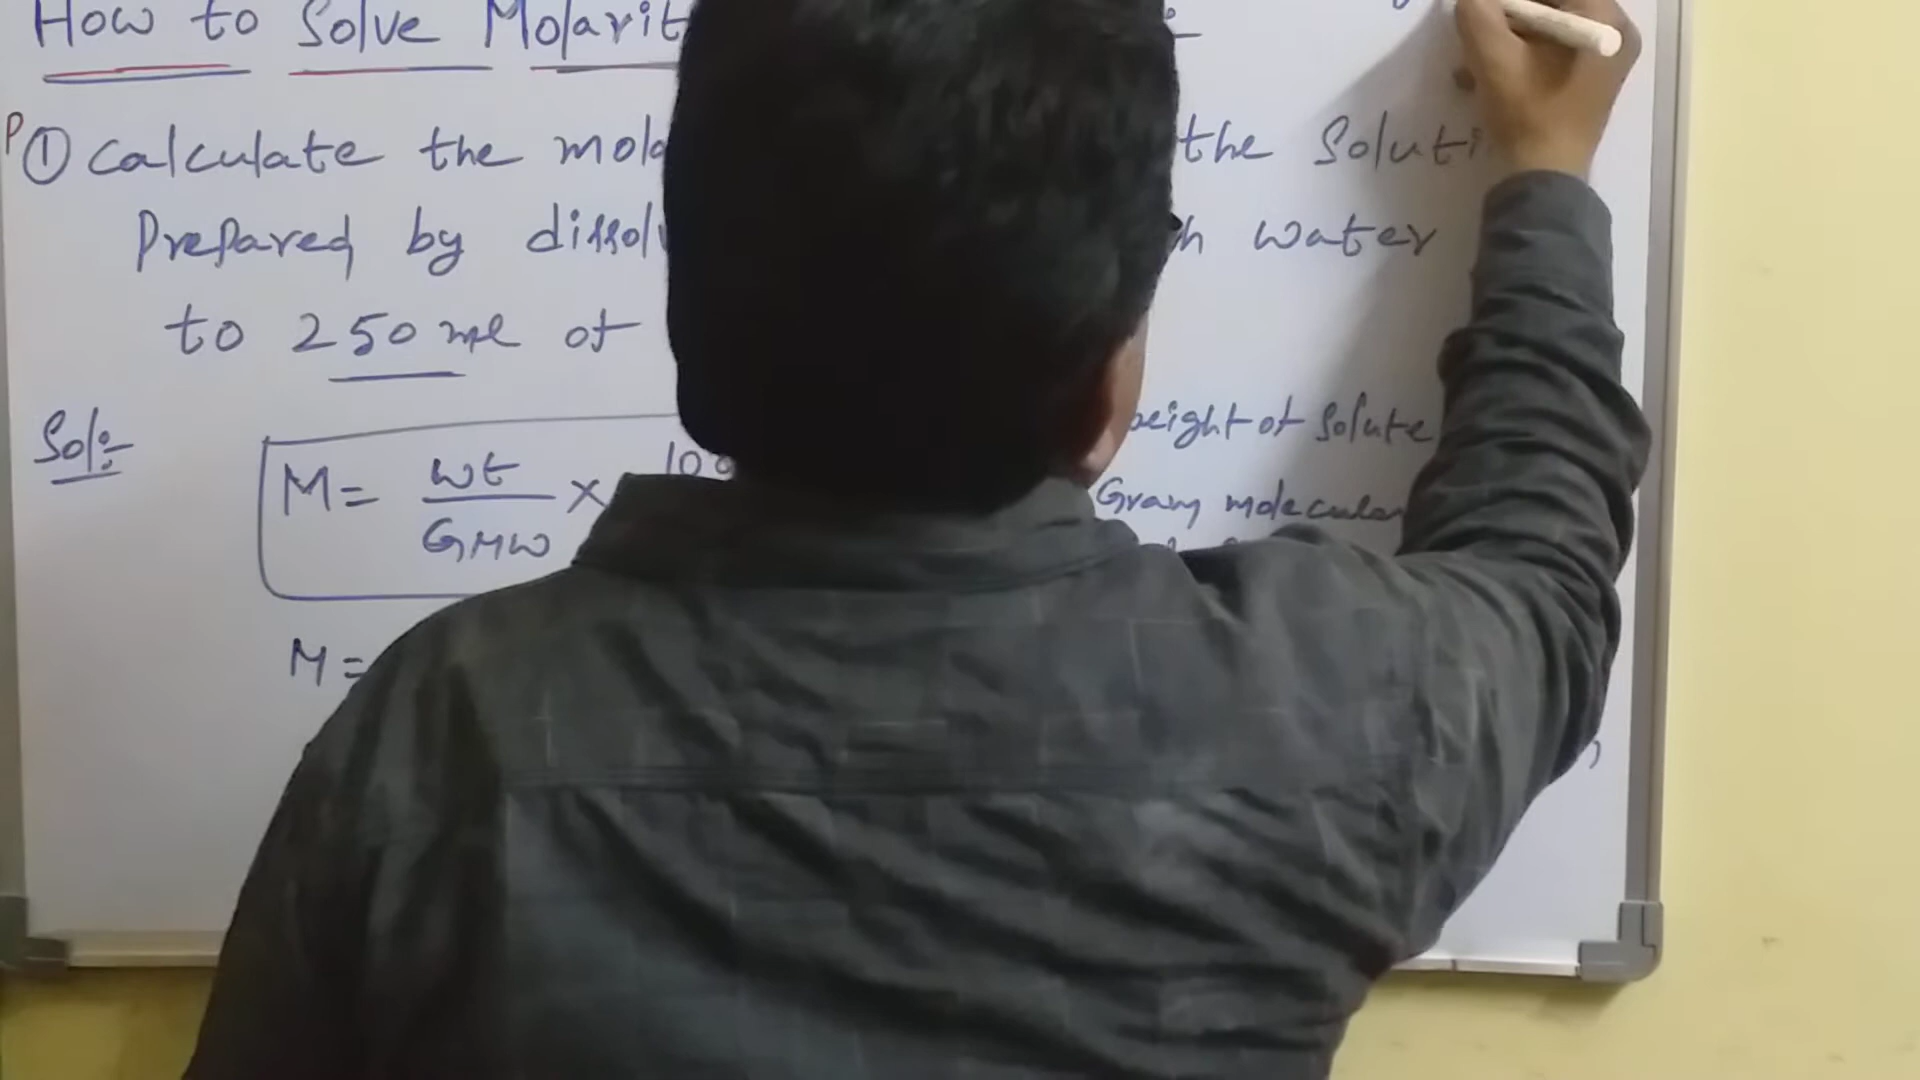 How to Solve Molarit
P ① Calculate the mola the Soluti
Prepared by dissol h water
to 250 ml of
Sol:- M = wt / GMW × 100 eight of Solute
Gram molecular
M =